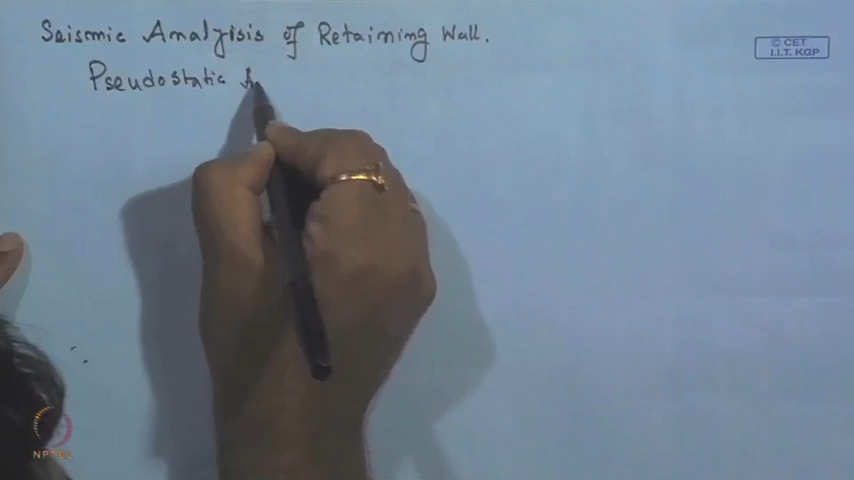 Seismic Analysis of Retaining Wall.
© CET
I.I.T. KGP
Pseudostatic A
NPTEL